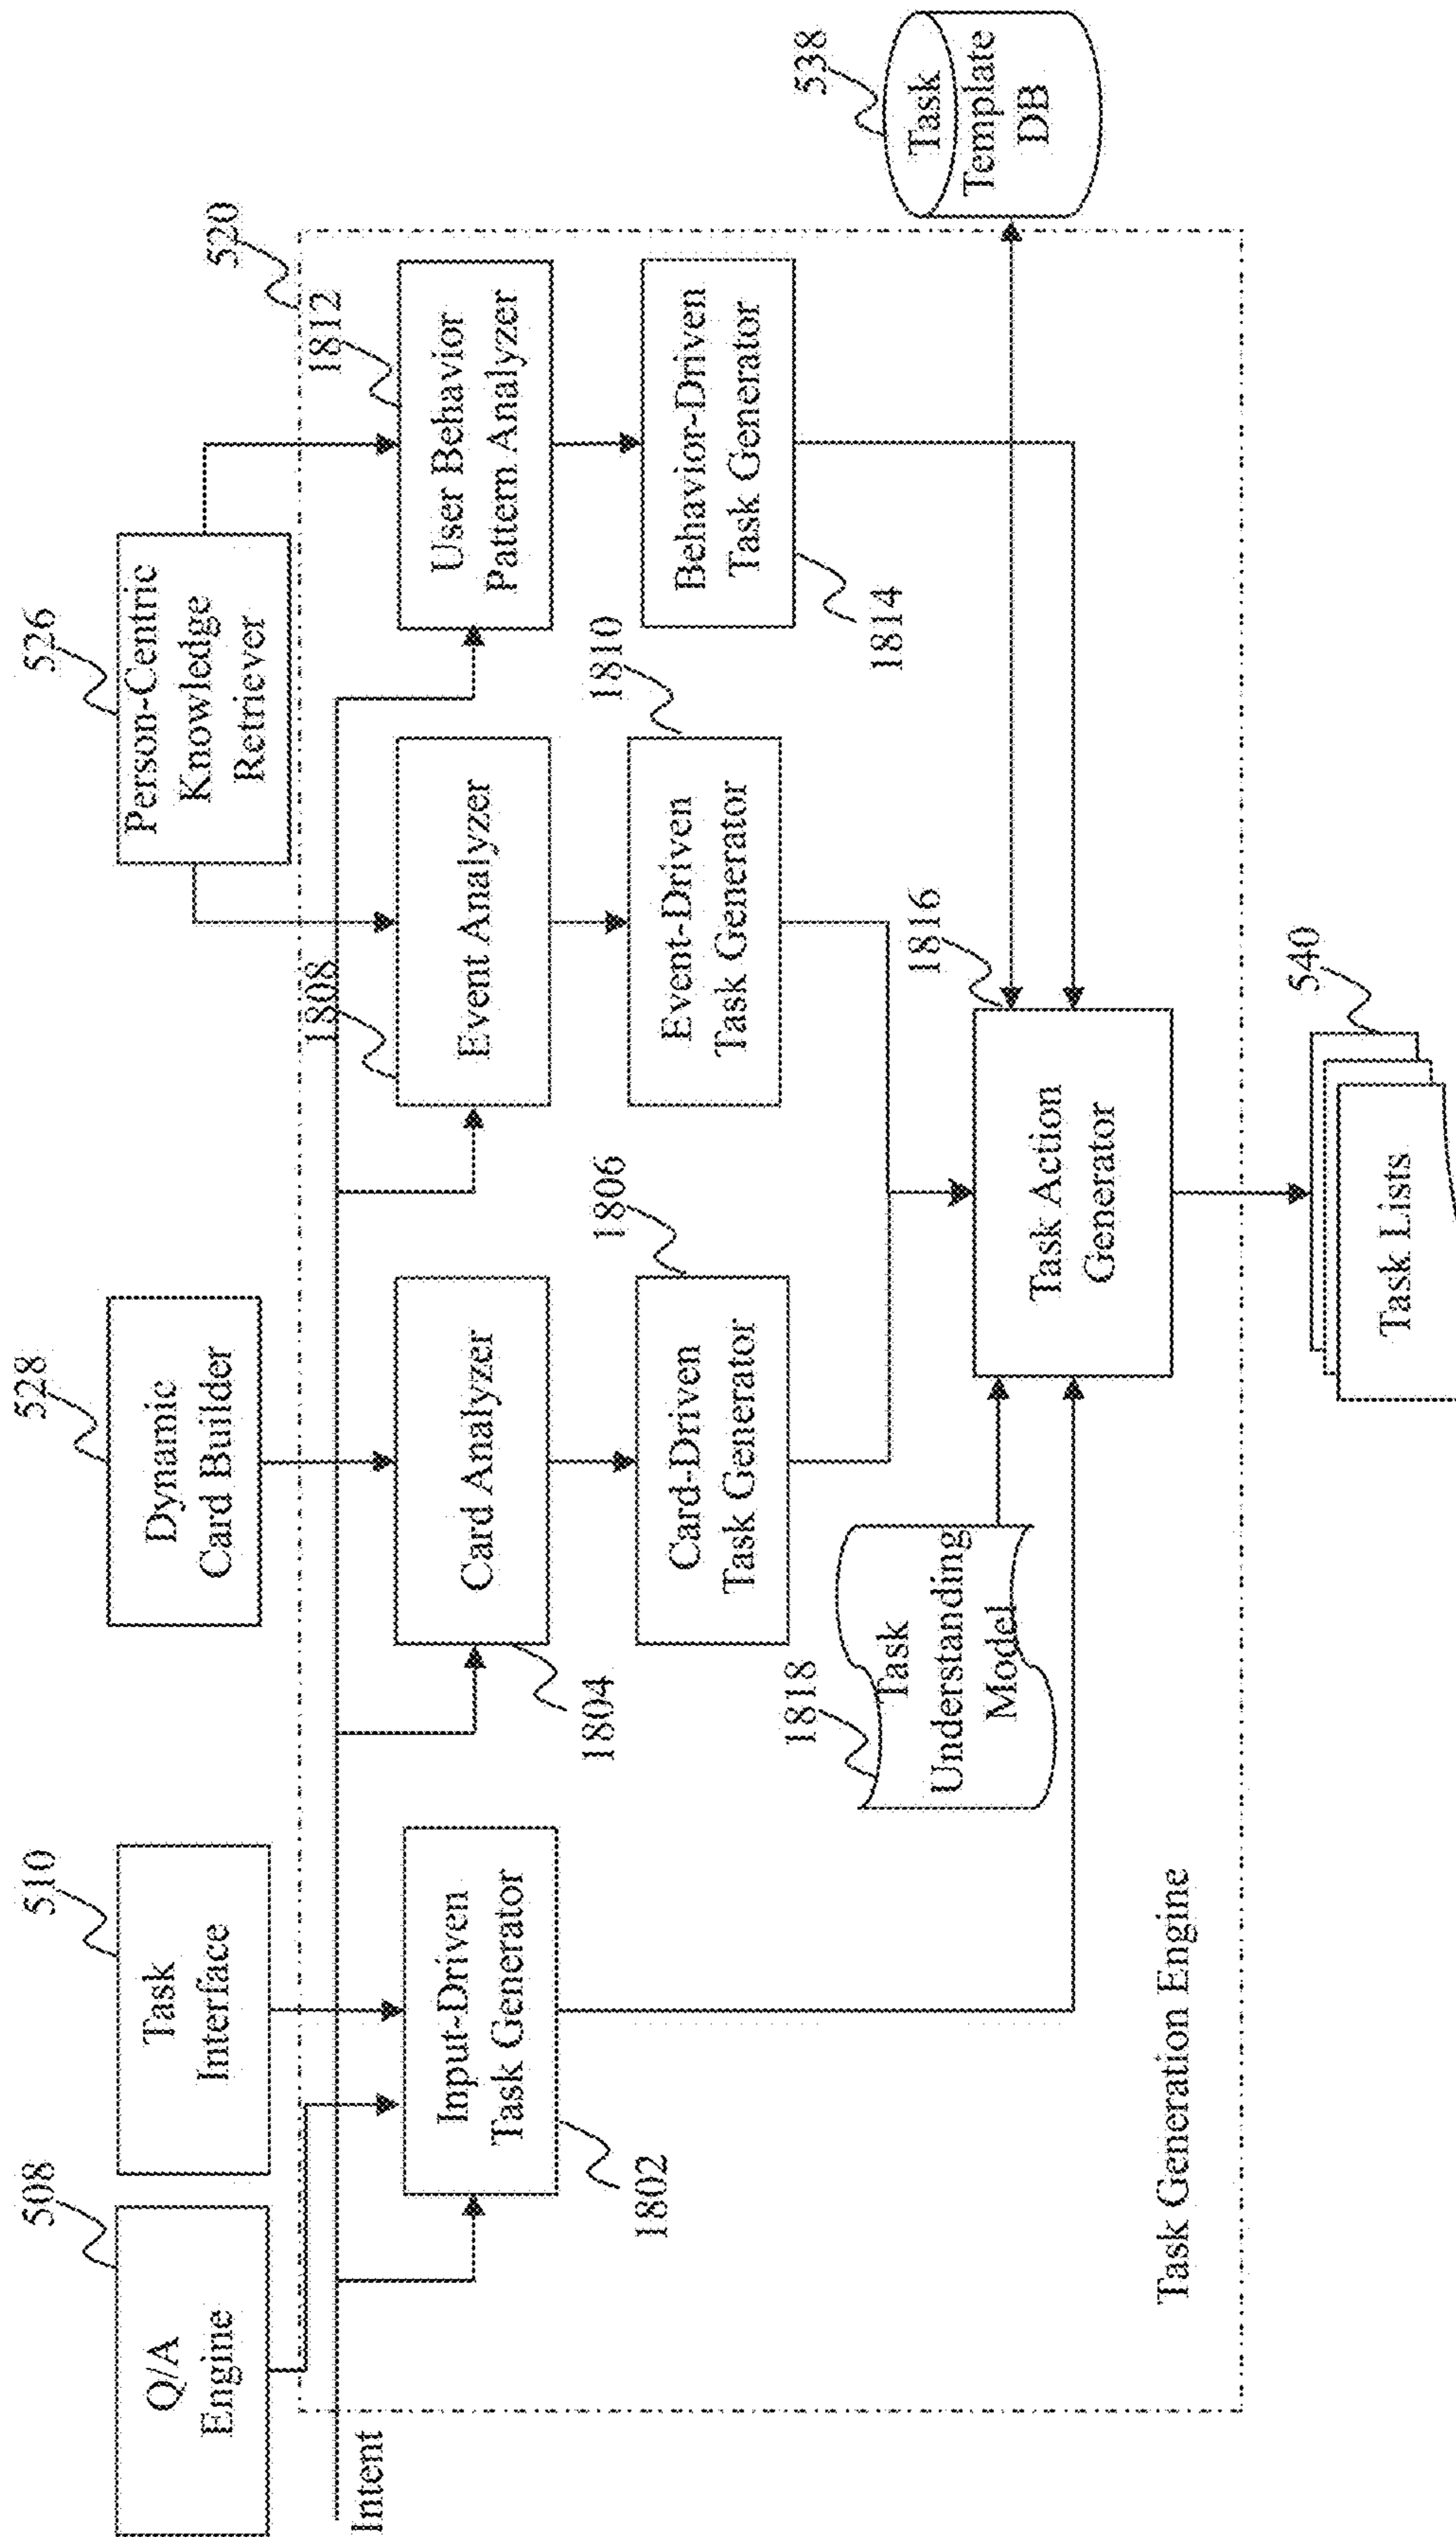 508
Q/A
Engine
510
Task
Interface
528
Dynamic
Card Builder
526
Person-Centric
Knowledge
Retriever
520
Intent
Input-Driven
Task Generator
1802
Card Analyzer
1804
1808
Event Analyzer
1812
User Behavior
Pattern Analyzer
1806
Card-Driven
Task Generator
1810
Event-Driven
Task Generator
Behavior-Driven
Task Generator
1814
1818
Task
Understanding
Model
1816
Task Action
Generator
538
Task
Template
DB
Task Generation Engine
540
Task Lists